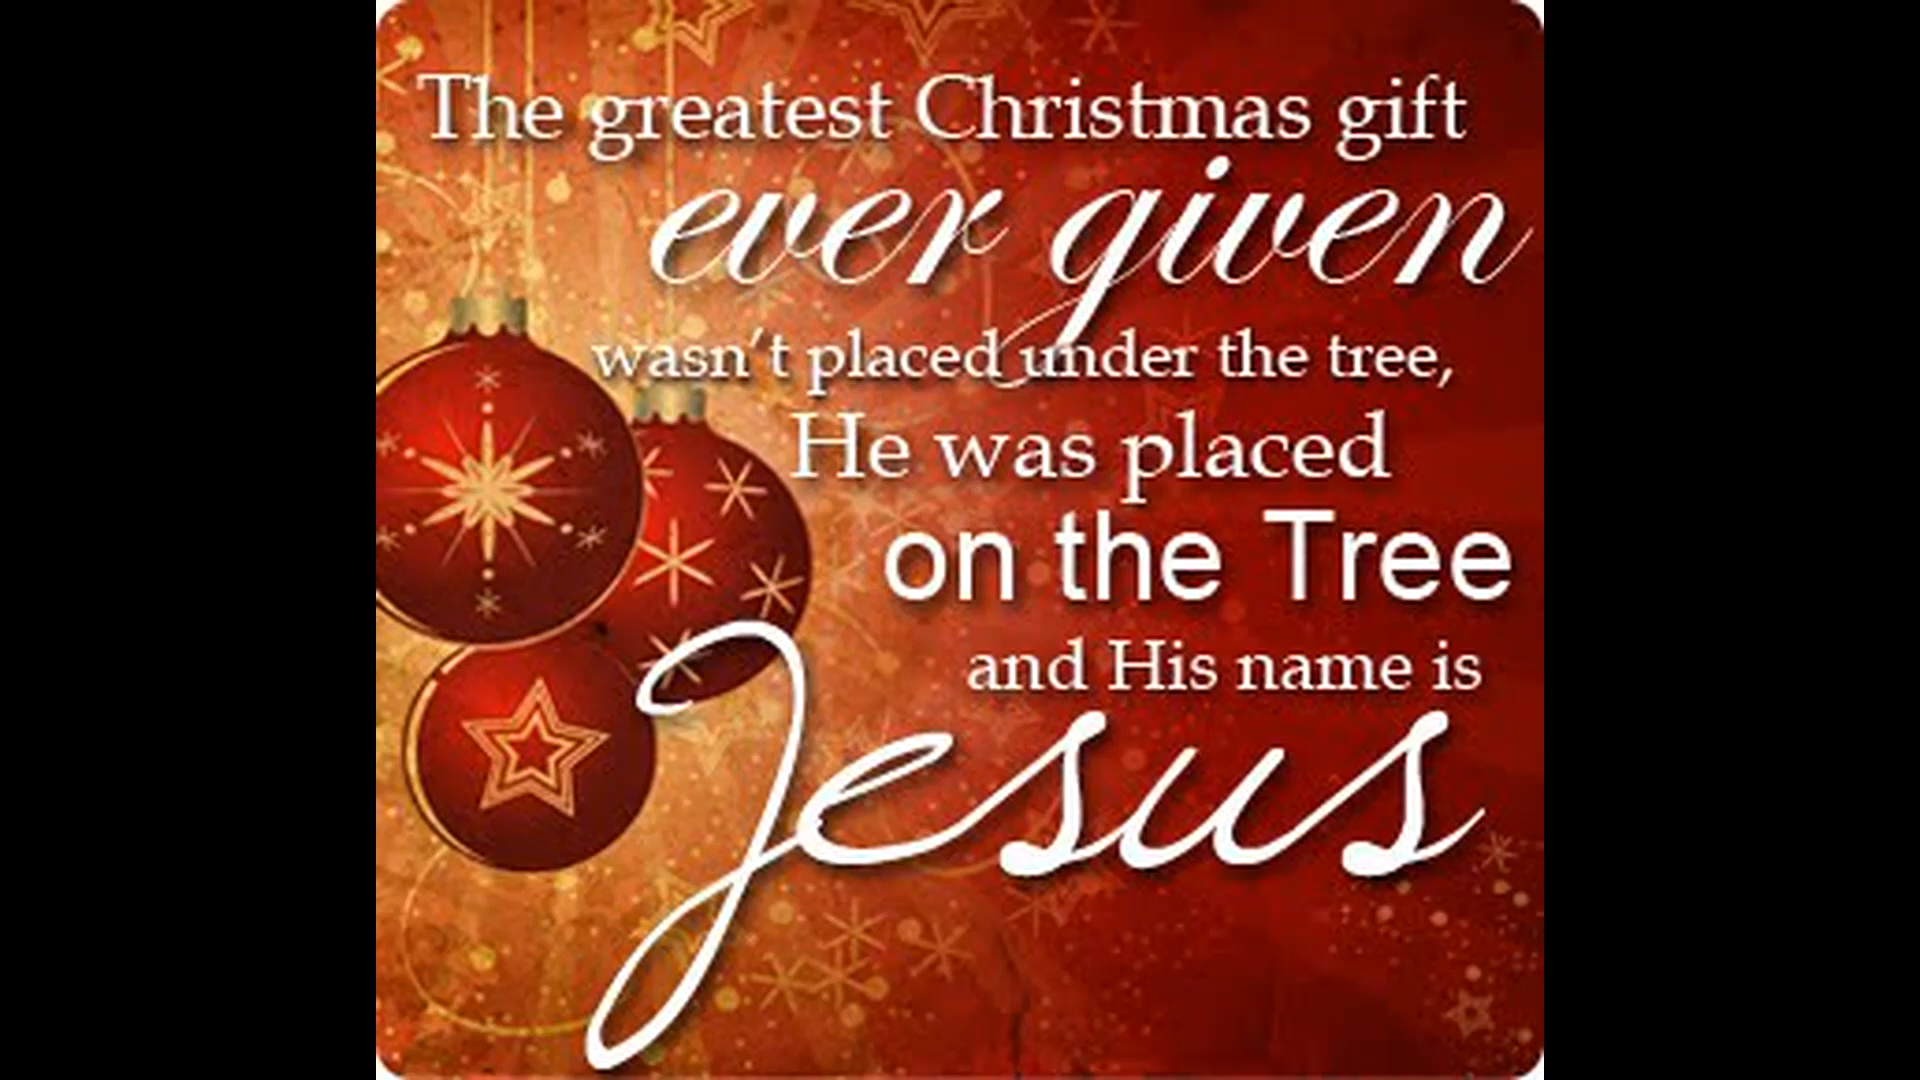 The greatest Christmas gift
ever given
wasn't placed under the tree,
He was placed
on the Tree
and His name is
Jesus